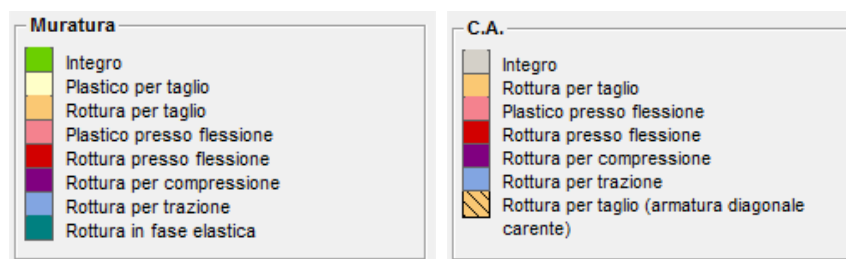 Muratura
Integro
Plastico per taglio
Rottura per taglio
Plastico presso flessione
Rottura presso flessione
Rottura per compressione
Rottura per trazione
Rottura in fase elastica
C.A.
Integro
Rottura per taglio
Plastico presso flessione
Rottura presso flessione
Rottura per compressione
Rottura per trazione
Rottura per taglio (armatura diagonale
carente)